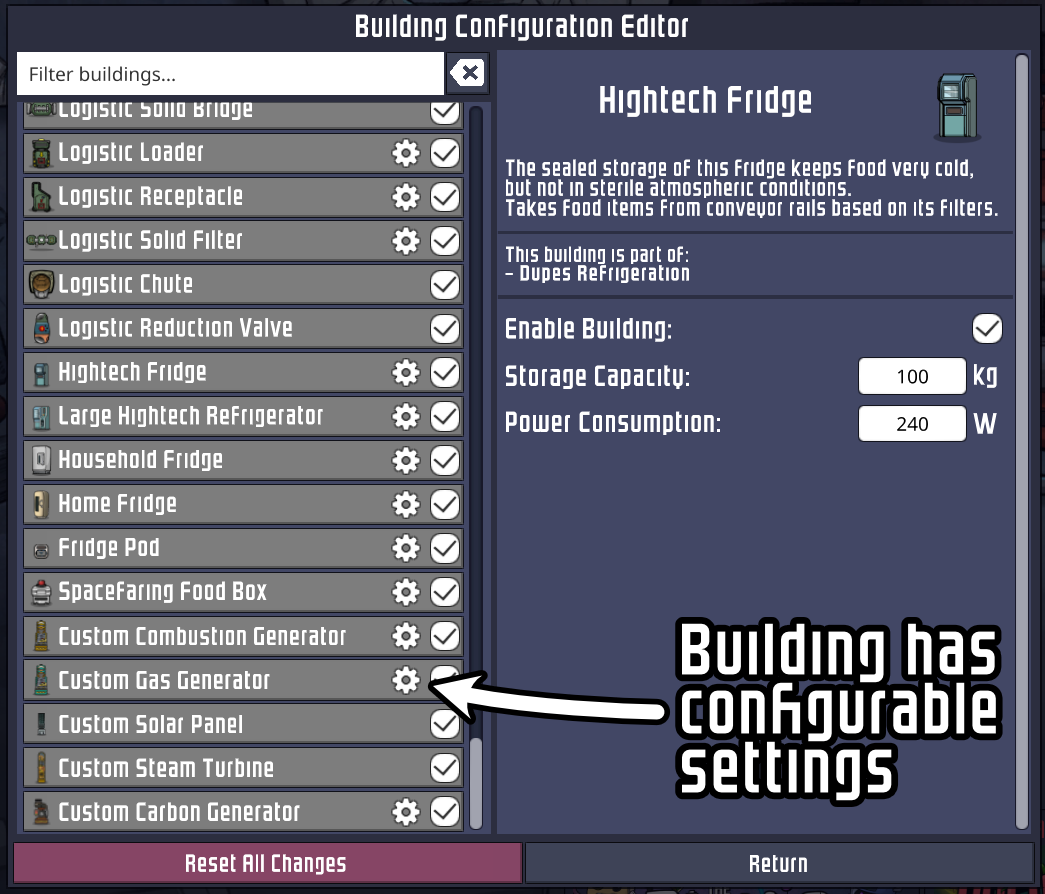 Building Configuration Editor
Filter buildings...
Logistic Solid Bridge
Logistic Loader
Logistic Receptacle
Logistic Solid Filter
Logistic Chute
Logistic Reduction Valve
Hightech Fridge
Large Hightech Refrigerator
Household Fridge
Home Fridge
Fridge Pod
Spacefaring Food Box
Custom Combustion Generator
Custom Gas Generator
Custom Solar Panel
Custom Steam Turbine
Custom Carbon Generator
Hightech Fridge
The sealed storage of this fridge keeps food very cold,
but not in sterile atmospheric conditions.
Takes food items from conveyor rails based on its filters.
This building is part of:
- Dupes Refrigeration
Enable Building:
Storage Capacity: 100 kg
Power Consumption: 240 W
Building has
configurable
settings
Reset All Changes
Return